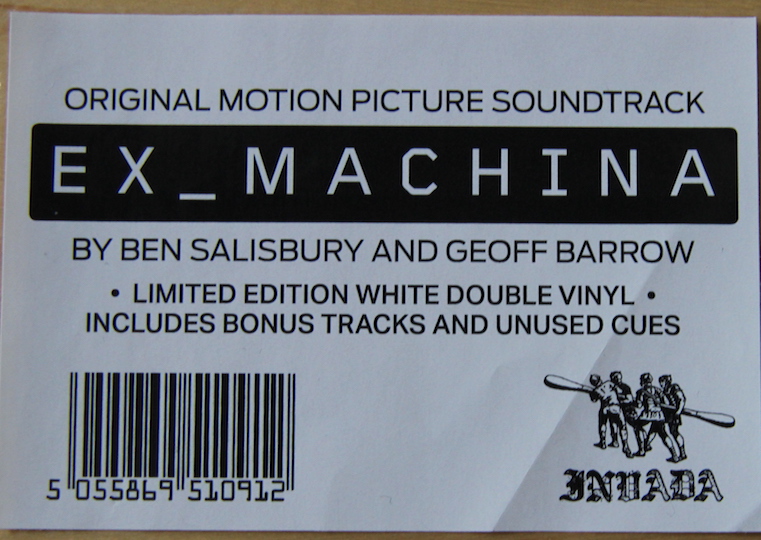 ORIGINAL MOTION PICTURE SOUNDTRACK
EX_MACHINA
BY BEN SALISBURY AND GEOFF BARROW
• LIMITED EDITION WHITE DOUBLE VINYL •
INCLUDES BONUS TRACKS AND UNUSED CUES
5 055869 510912
INVADA